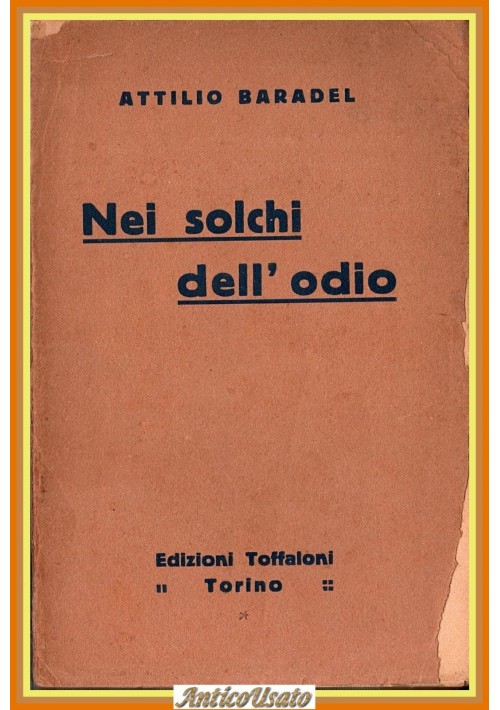 ATTILIO BARADEL
Nei solchi
dell' odio
Edizioni Toffaloni
" Torino ::
AnticoUsato